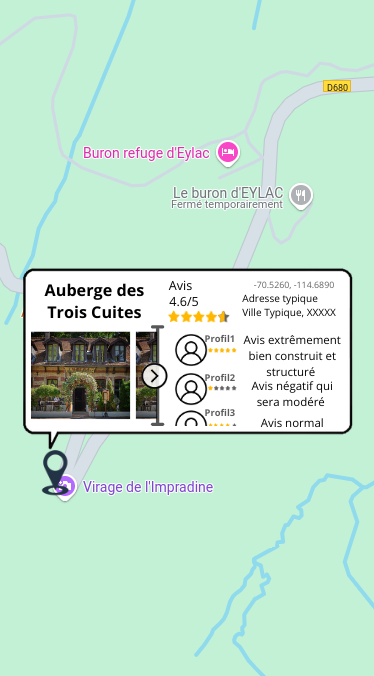 D680
Buron refuge d'Eylac
Le buron d'EYLAC
Fermé temporairement
Auberge des
Trois Cuites
Avis
4.6/5
-70.5260, -114.6890
Adresse typique
Ville Typique, XXXXX
Profil1
Avis extrêmement
bien construit et
structuré
Profil2
Avis négatif qui
sera modéré
Profil3
Avis normal
Virage de l'Impradine